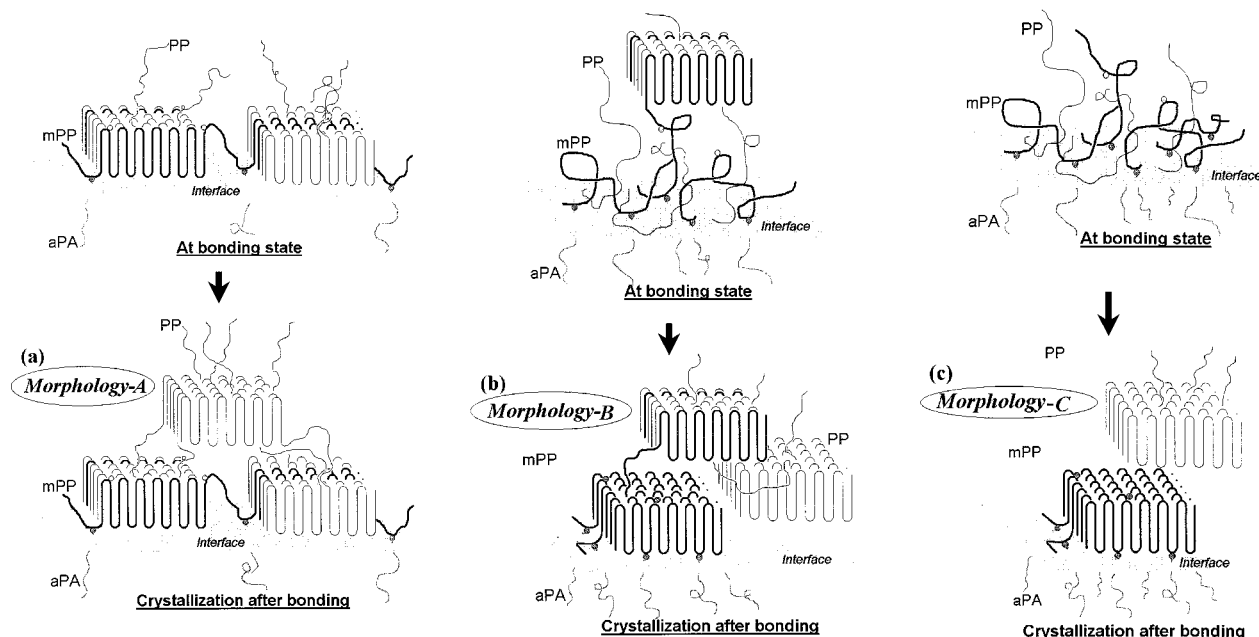 PP
mPP
Interface
aPA
At bonding state
(a)
Morphology-A
PP
mPP
Interface
aPA
Crystallization after bonding
PP
mPP
Interface
aPA
At bonding state
(b)
Morphology-B
PP
mPP
Interface
aPA
Crystallization after bonding
PP
mPP
Interface
aPA
At bonding state
(c)
PP
Morphology-C
mPP
Interface
aPA
Crystallization after bonding